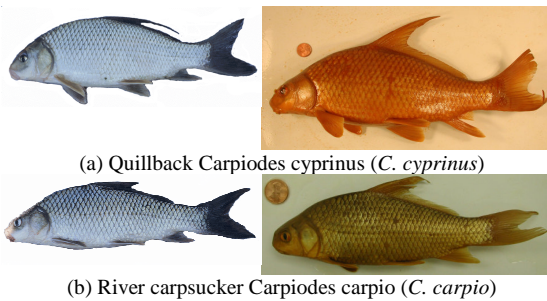 (a) Quillback Carpiodes cyprinus (C. cyprinus)
(b) River carpsucker Carpiodes carpio (C. carpio)